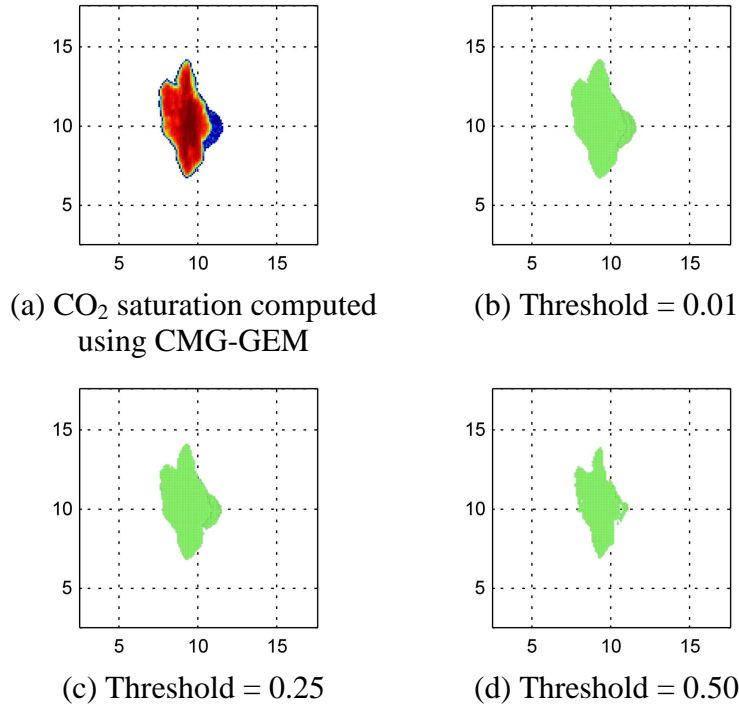 15
10
5
5 10 15
(a) CO₂ saturation computed
using CMG-GEM
15
10
5
5 10 15
(b) Threshold = 0.01
15
10
5
5 10 15
(c) Threshold = 0.25
15
10
5
5 10 15
(d) Threshold = 0.50